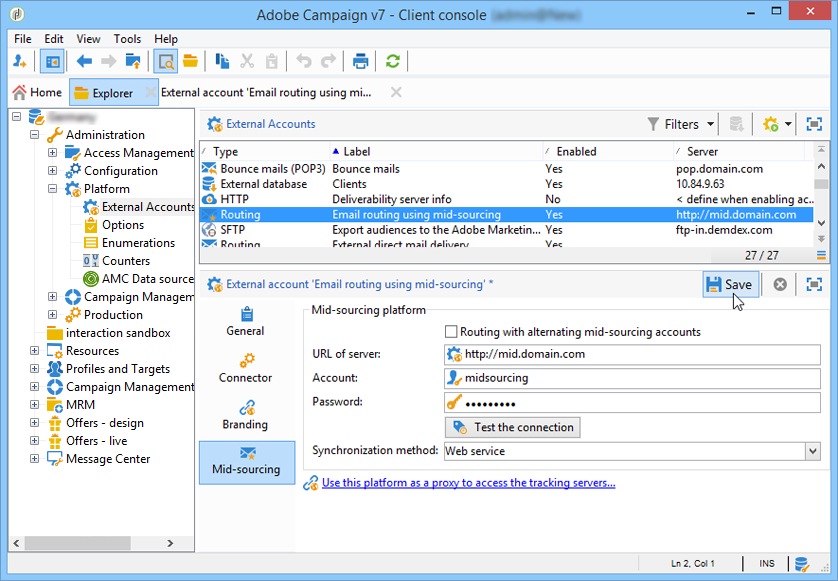 Adobe Campaign v7 - Client console
File Edit View Tools Help
Home Explorer External account 'Email routing using mi...
Administration
Access Management
Configuration
Platform
External Accounts
Options
Enumerations
Counters
AMC Data source
Campaign Managem
Production
interaction sandbox
Resources
Profiles and Targets
Campaign Management
MRM
Offers - design
Offers - live
Message Center
External Accounts Filters
Type Label Enabled Server
Bounce mails (POP3) Bounce mails Yes pop.domain.com
External database Clients Yes 10.84.9.63
HTTP Deliverability server info No < define when enabling ac...
Routing Email routing using mid-sourcing Yes http://mid.domain.com
SFTP Export audiences to the Adobe Marketin... Yes ftp-in.demdex.com
Routing External direct mail delivery Yes
27 / 27
External account 'Email routing using mid-sourcing' * Save
General
Connector
Branding
Mid-sourcing
Mid-sourcing platform
Routing with alternating mid-sourcing accounts
URL of server: http://mid.domain.com
Account: midsourcing
Password: •••••••••
Test the connection
Synchronization method: Web service
Use this platform as a proxy to access the tracking servers...
Ln 2, Col 1 INS